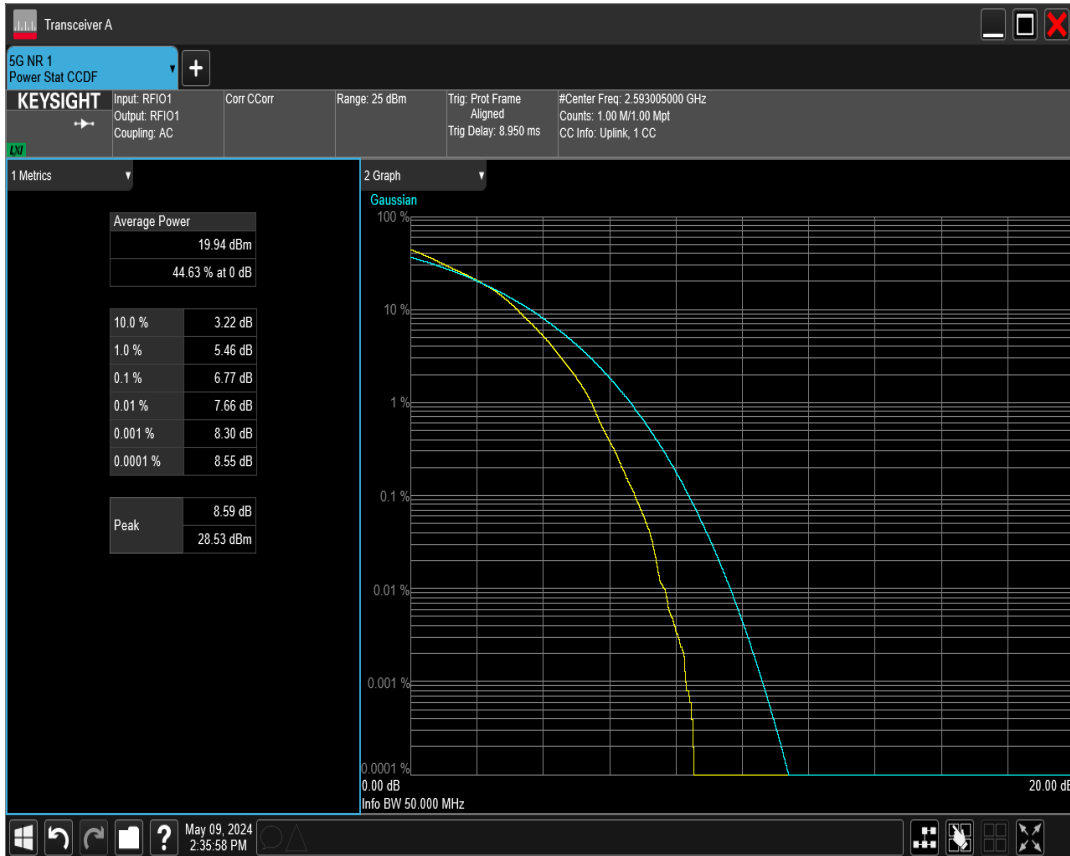 Transceiver A
5G NR 1
Power Stat CCDF
KEYSIGHT
LXI
Input: RFIO1
Output: RFIO1
Coupling: AC
Corr CCorr
Range: 25 dBm
Trig: Prot Frame
Aligned
Trig Delay: 8.950 ms
#Center Freq: 2.593005000 GHz
Counts: 1.00 M/1.00 Mpt
CC Info: Uplink, 1 CC
1 Metrics
Average Power
19.94 dBm
44.63 % at 0 dB
10.0 % 3.22 dB
1.0 % 5.46 dB
0.1 % 6.77 dB
0.01 % 7.66 dB
0.001 % 8.30 dB
0.0001 % 8.55 dB
Peak
8.59 dB
28.53 dBm
2 Graph
Gaussian
100 %
10 %
1 %
0.1 %
0.01 %
0.001 %
0.0001 %
0.00 dB 20.00 dB
Info BW 50.000 MHz
?
May 09, 2024
2:35:58 PM